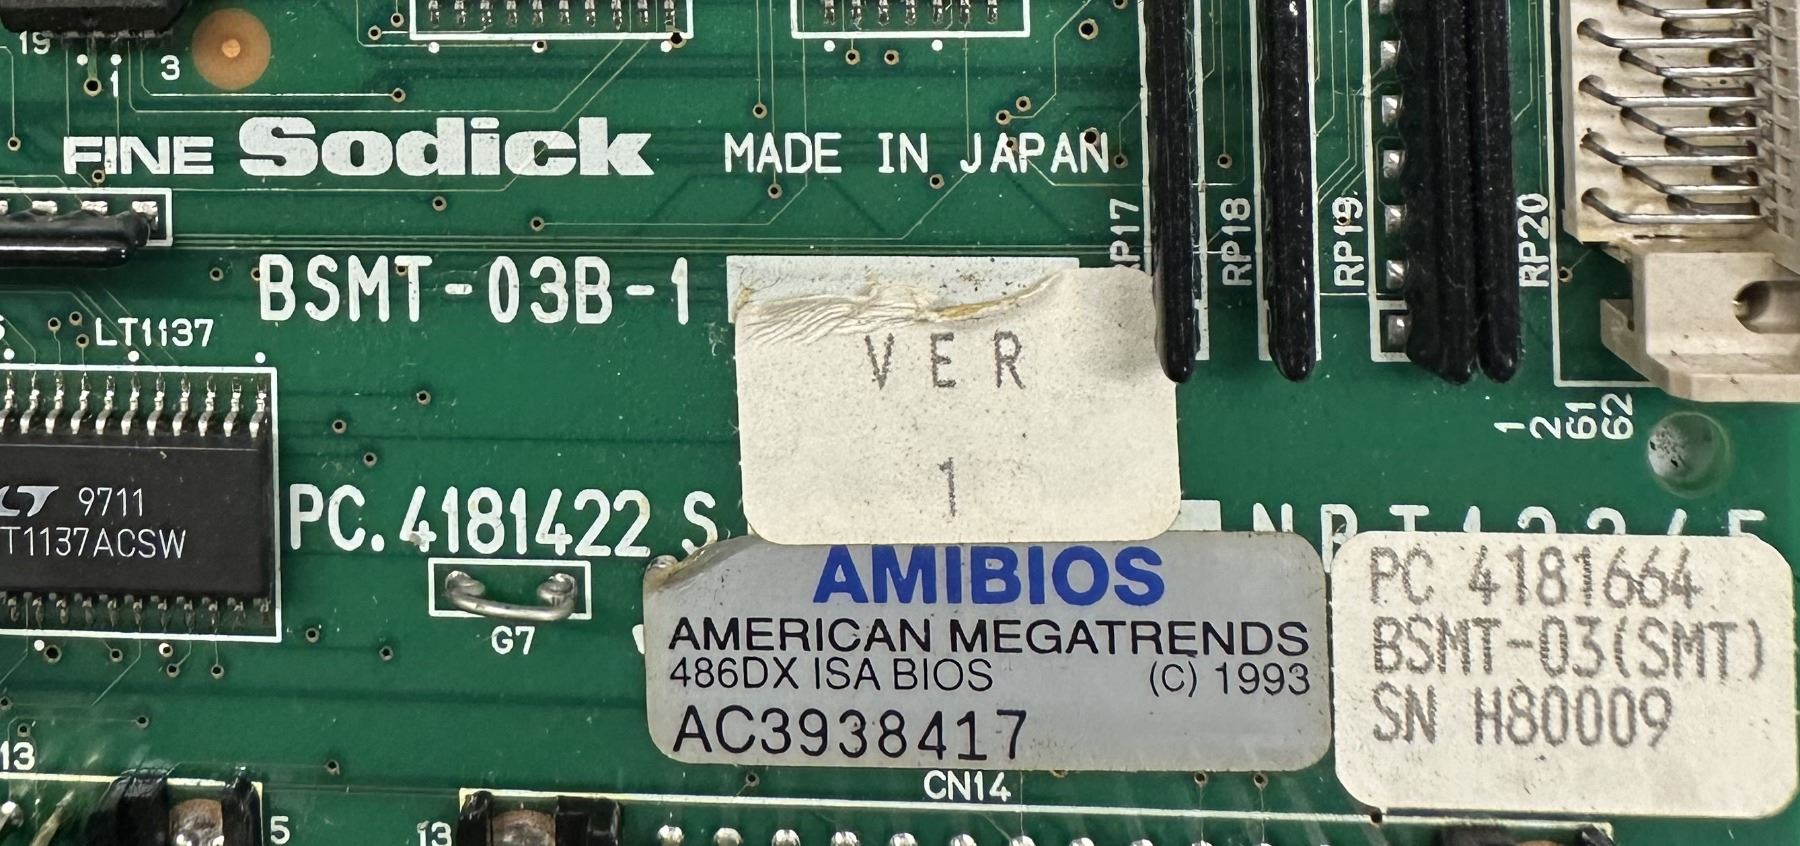 19
1
3
FINE Sodick MADE IN JAPAN
RP17
RP18
RP19
RP20
BSMT-03B-1
LT1137
VER
1
1
2
61
62
9711
T1137ACSW
PC.4181422 S
G7
AMIBIOS
AMERICAN MEGATRENDS
486DX ISA BIOS (C) 1993
AC3938417
PC 4181664
BSMT-03(SMT)
SN H80009
13
5
13
CN14